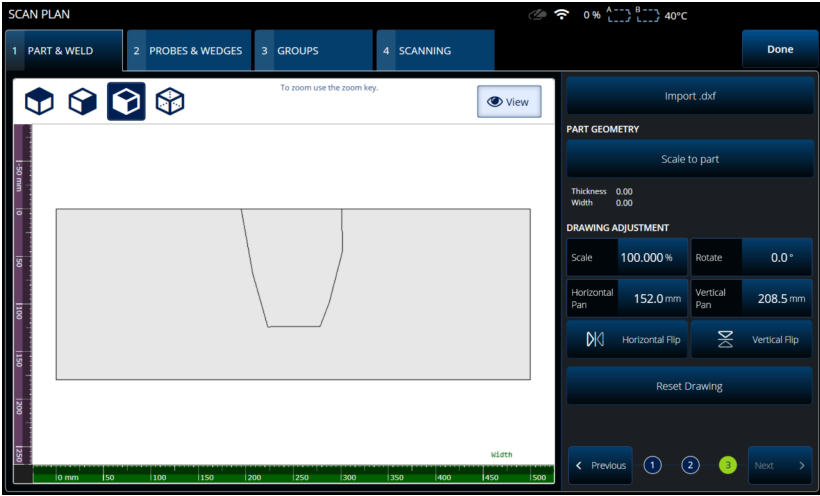 SCAN PLAN
0 % A B 40°C
1 PART & WELD
2 PROBES & WEDGES
3 GROUPS
4 SCANNING
Done
To zoom use the zoom key.
View
-50 mm
0
50
100
150
200
250
Width
0 mm 50 100 150 200 250 300 350 400 450 500
Import .dxf
PART GEOMETRY
Scale to part
Thickness 0.00
Width 0.00
DRAWING ADJUSTMENT
Scale 100.000 %
Rotate 0.0 °
Horizontal Pan 152.0 mm
Vertical Pan 208.5 mm
Horizontal Flip
Vertical Flip
Reset Drawing
< Previous 1 2 3 Next >